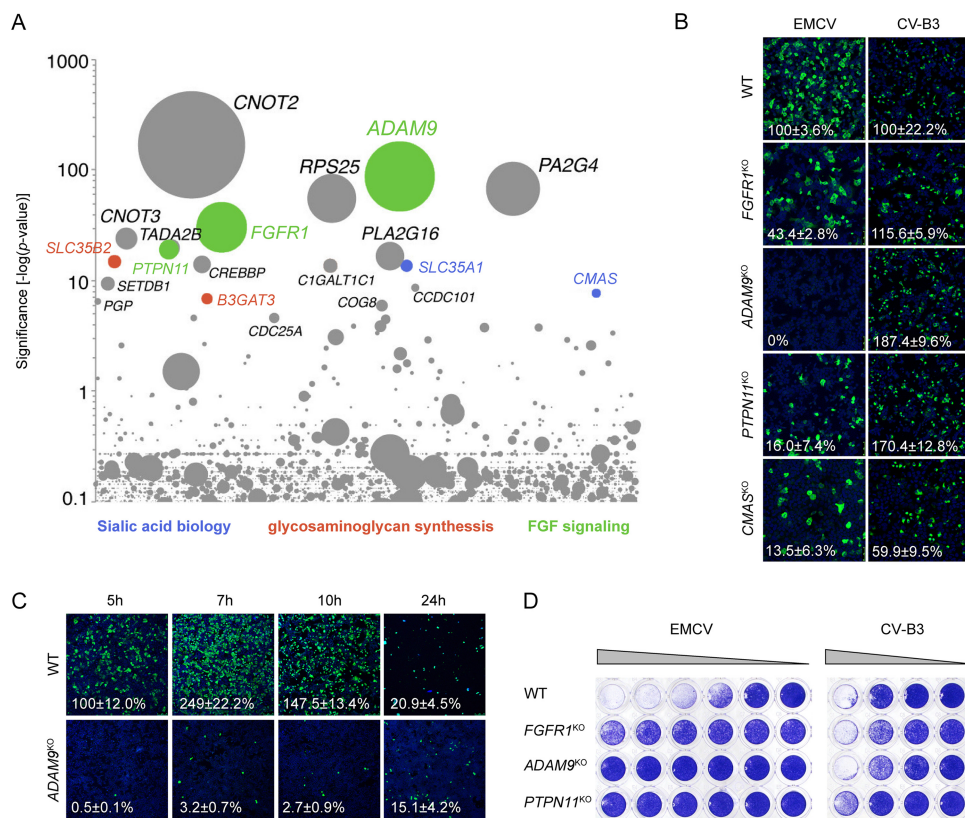 A
Significance [-log(p-value)]
1000
100
10
1
0.1
CNOT2
ADAM9
RPS25
PA2G4
CNOT3
TADA2B
FGFR1
PLA2G16
SLC35B2
PTPN11
CREBBP
C1GALT1C1
SLC35A1
CMAS
SETDB1
B3GAT3
COG8
CCDC101
PGP
CDC25A
Sialic acid biology
glycosaminoglycan synthessis
FGF signaling
B
EMCV
CV-B3
WT
100±3.6%
100±22.2%
FGFR1KO
43.4±2.8%
115.6±5.9%
ADAM9KO
0%
187.4±9.6%
PTPN11KO
16.0±7.4%
170.4±12.8%
CMASKO
13.5±6.3%
59.9±9.5%
C
5h
7h
10h
24h
WT
100±12.0%
249±22.2%
147.5±13.4%
20.9±4.5%
ADAM9KO
0.5±0.1%
3.2±0.7%
2.7±0.9%
15.1±4.2%
D
EMCV
CV-B3
WT
FGFR1KO
ADAM9KO
PTPN11KO